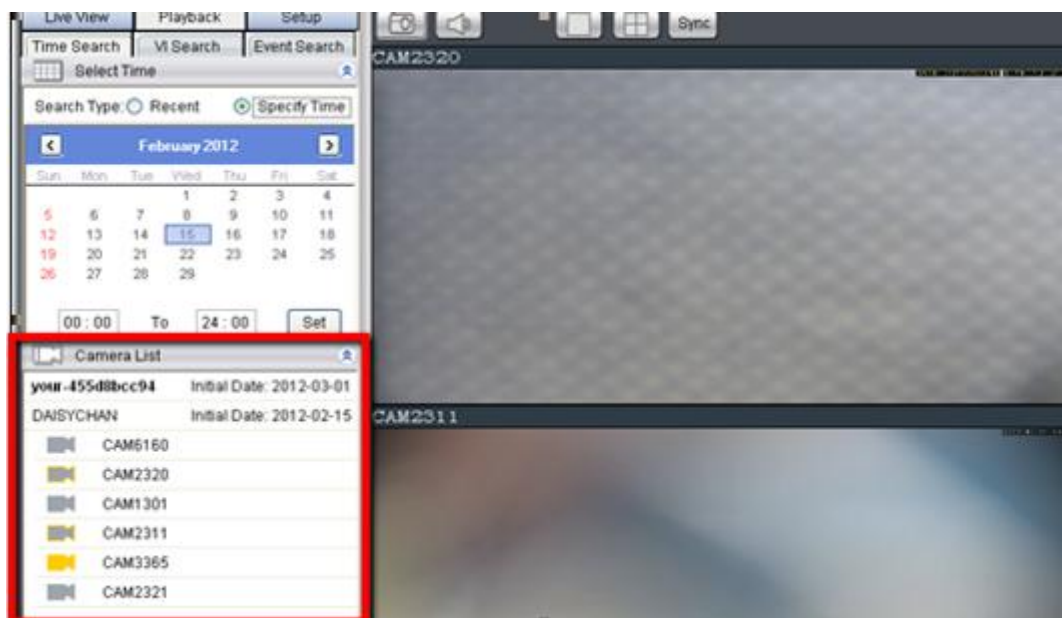 Live View Playback Setup
Time Search VI Search Event Search
Select Time
Search Type: Recent Specify Time
February 2012
Sun Mon Tue Wed Thu Fri Sat
1 2 3 4
5 6 7 8 9 10 11
12 13 14 15 16 17 18
19 20 21 22 23 24 25
26 27 28 29
00 : 00 To 24 : 00 Set
Camera List
your-455d8bcc94 Initial Date: 2012-03-01
DAISYCHAN Initial Date: 2012-02-15
CAM6160
CAM2320
CAM1301
CAM2311
CAM3365
CAM2321
Sync
CAM2320
CAM2311